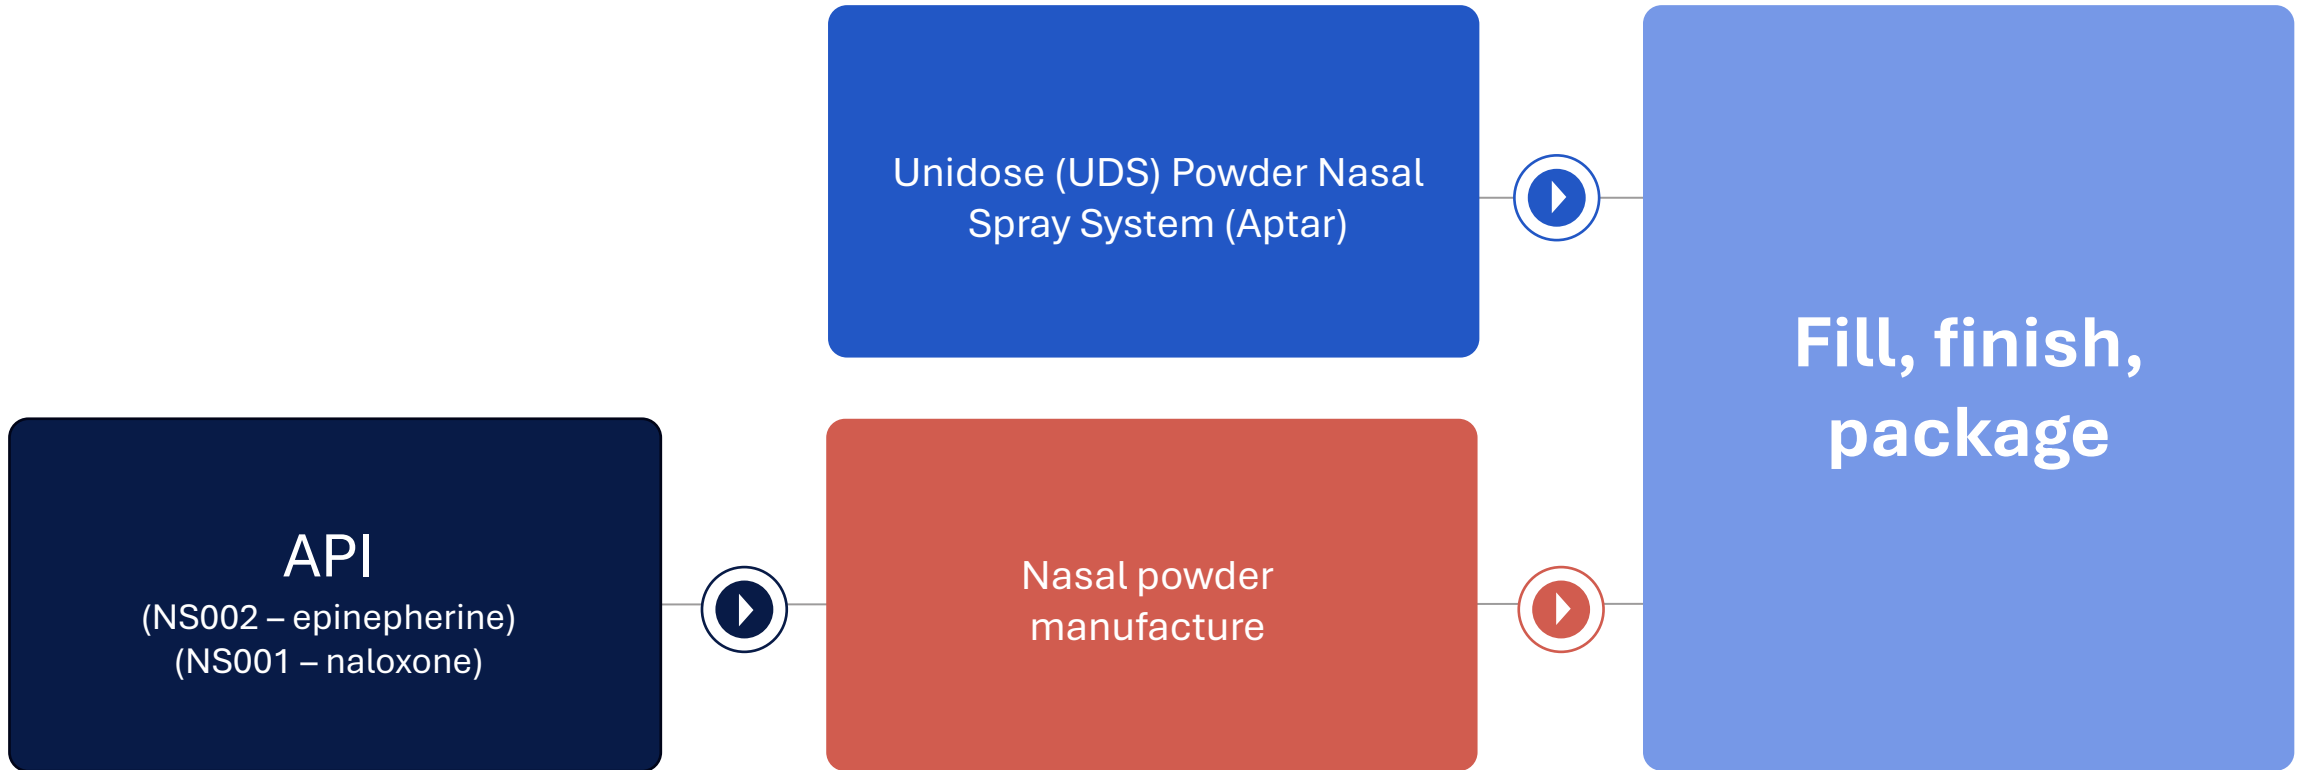 Unidose (UDS) Powder Nasal
Spray System (Aptar)
Fill, finish,
package
API
(NS002 – epinepherine)
(NS001 – naloxone)
Nasal powder
manufacture